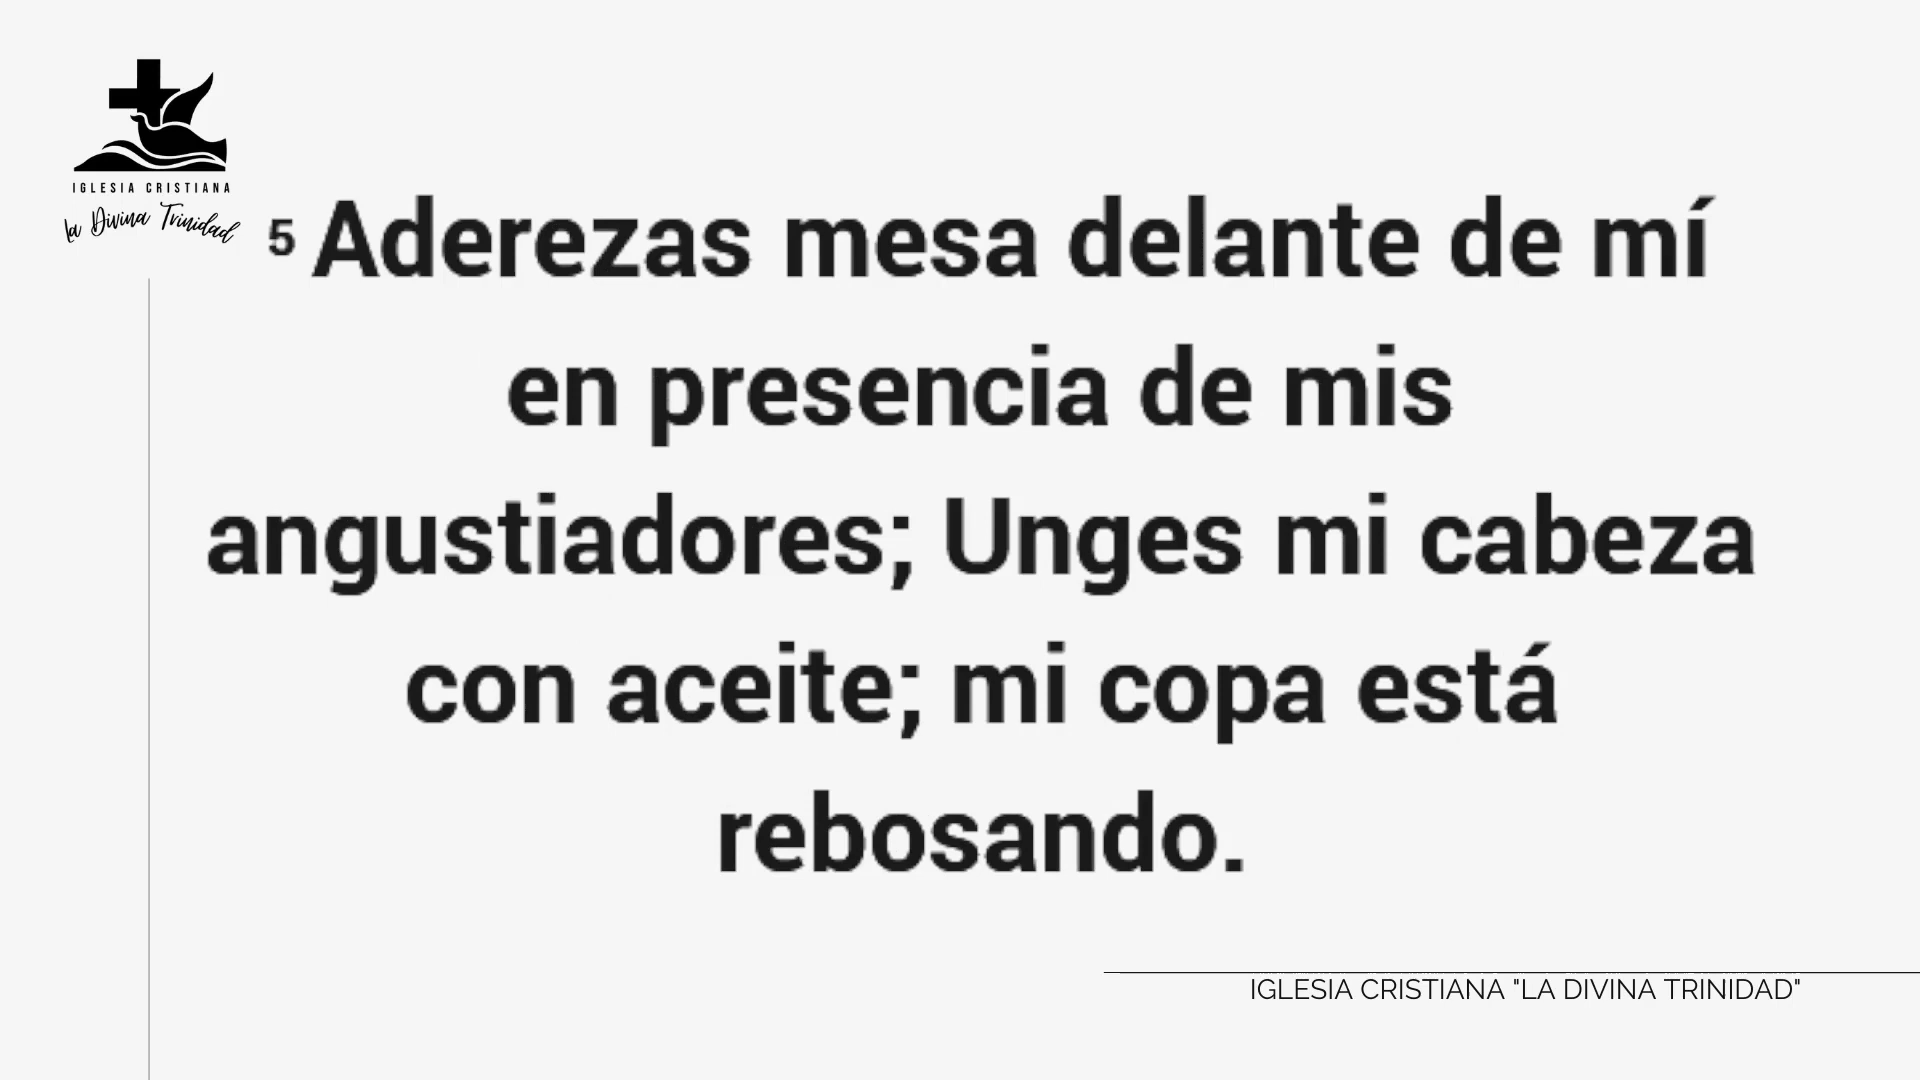 IGLESIA CRISTIANA
la Divina Trinidad
5 Aderezas mesa delante de mí
en presencia de mis
angustiadores; Unges mi cabeza
con aceite; mi copa está
rebosando.
IGLESIA CRISTIANA "LA DIVINA TRINIDAD"